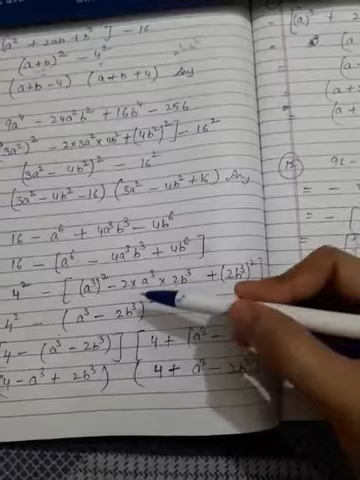 [a² + 2ab + b²] - 16
(a+b)² - 4²
(a+b-4) (a+b+4) Ans
9a⁴ - 24a²b² + 16b⁴ - 256
(3a²)² - 2×3a²×4b² + (4b²)²] - 16²
(3a² - 4b²)² - 16²
(3a² - 4b² - 16) (3a² - 4b² + 16) Ans
16 - a⁶ + 4a³b³ - 4b⁶
16 - [a⁶ - 4a³b³ + 4b⁶]
4² - [(a³)² - 2×a³×2b³ + (2b³)²]
4² - (a³ - 2b³)
[4 - (a³ - 2b³)] [4 + (a³ -
(4 - a³ + 2b³) (4 + a³ - 2b³
(a)³ +
(a
(a+
(a+
(15) 96 -
= -
= -
=